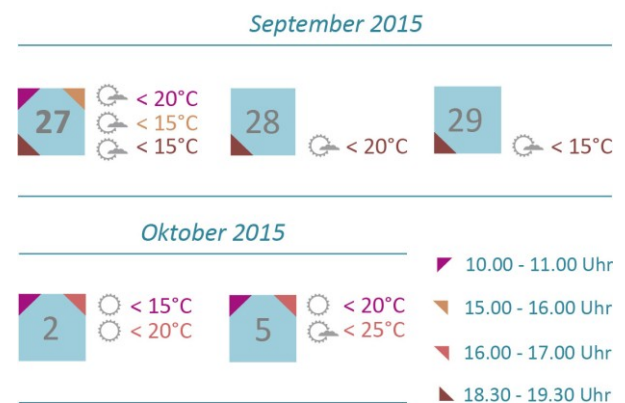 September 2015
27
< 20°C
< 15°C
< 15°C
28
< 20°C
29
< 15°C
Oktober 2015
2
< 15°C
< 20°C
5
< 20°C
< 25°C
10.00 - 11.00 Uhr
15.00 - 16.00 Uhr
16.00 - 17.00 Uhr
18.30 - 19.30 Uhr